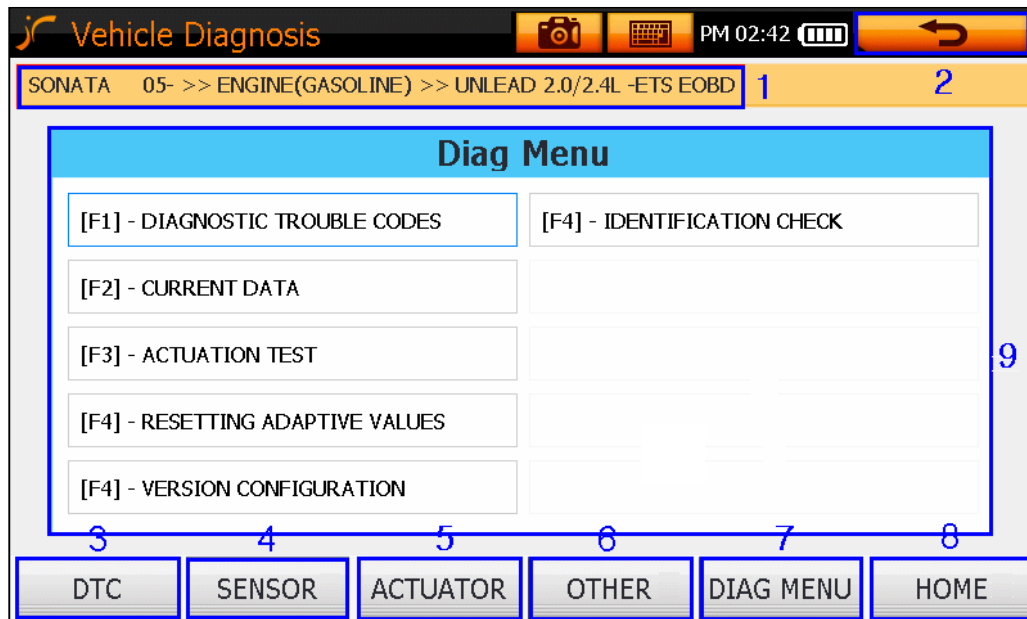 Vehicle Diagnosis PM 02:42
SONATA 05- >> ENGINE(GASOLINE) >> UNLEAD 2.0/2.4L -ETS EOBD 1 2
Diag Menu
[F1] - DIAGNOSTIC TROUBLE CODES [F4] - IDENTIFICATION CHECK
[F2] - CURRENT DATA
[F3] - ACTUATION TEST 9
[F4] - RESETTING ADAPTIVE VALUES
[F4] - VERSION CONFIGURATION
3 4 5 6 7 8
DTC SENSOR ACTUATOR OTHER DIAG MENU HOME